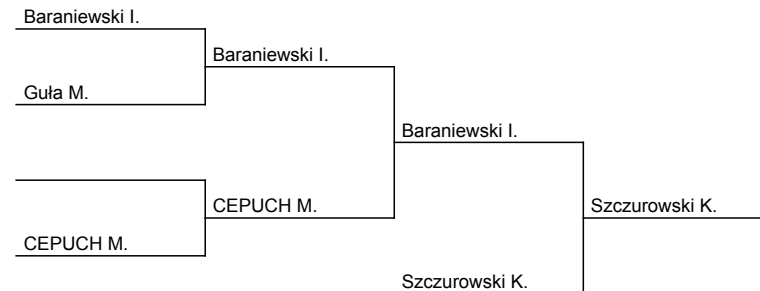 Baraniewski I.
Baraniewski I.
Guła M.
Baraniewski I.
CEPUCH M.
Szczurowski K.
CEPUCH M.
Szczurowski K.